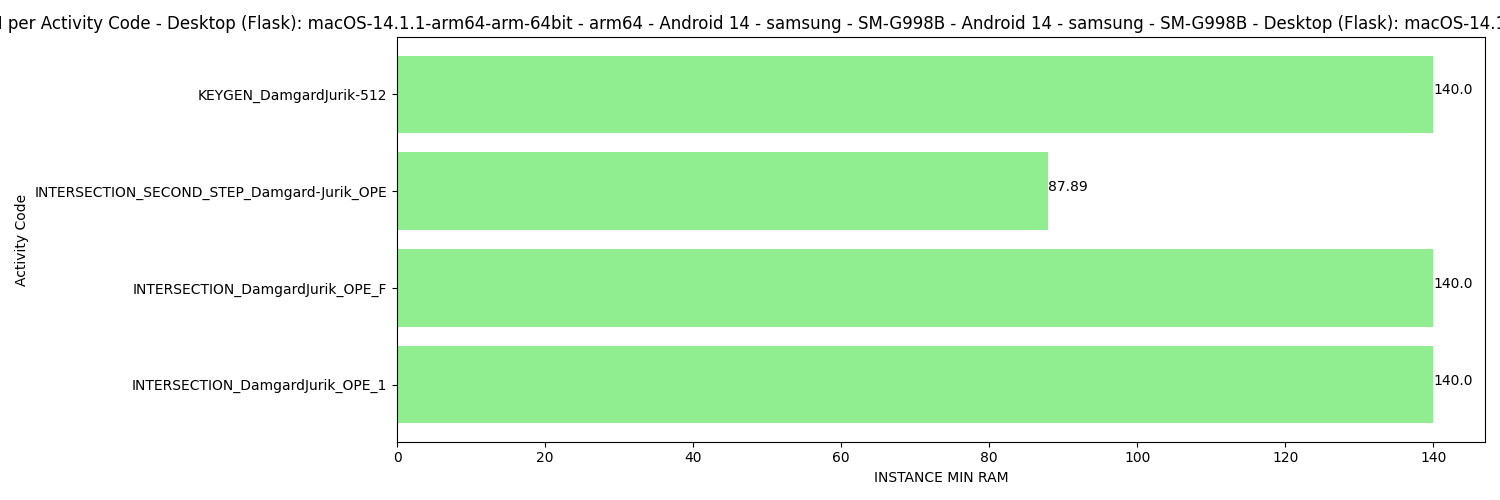 per Activity Code - Desktop (Flask): macOS-14.1.1-arm64-arm-64bit - arm64 - Android 14 - samsung - SM-G998B - Android 14 - samsung - SM-G998B - Desktop (Flask): macOS-14.1
KEYGEN_DamgardJurik-512
140.0
INTERSECTION_SECOND_STEP_Damgard-Jurik_OPE
87.89
INTERSECTION_DamgardJurik_OPE_F
140.0
INTERSECTION_DamgardJurik_OPE_1
140.0
Activity Code
0 20 40 60 80 100 120 140
INSTANCE MIN RAM